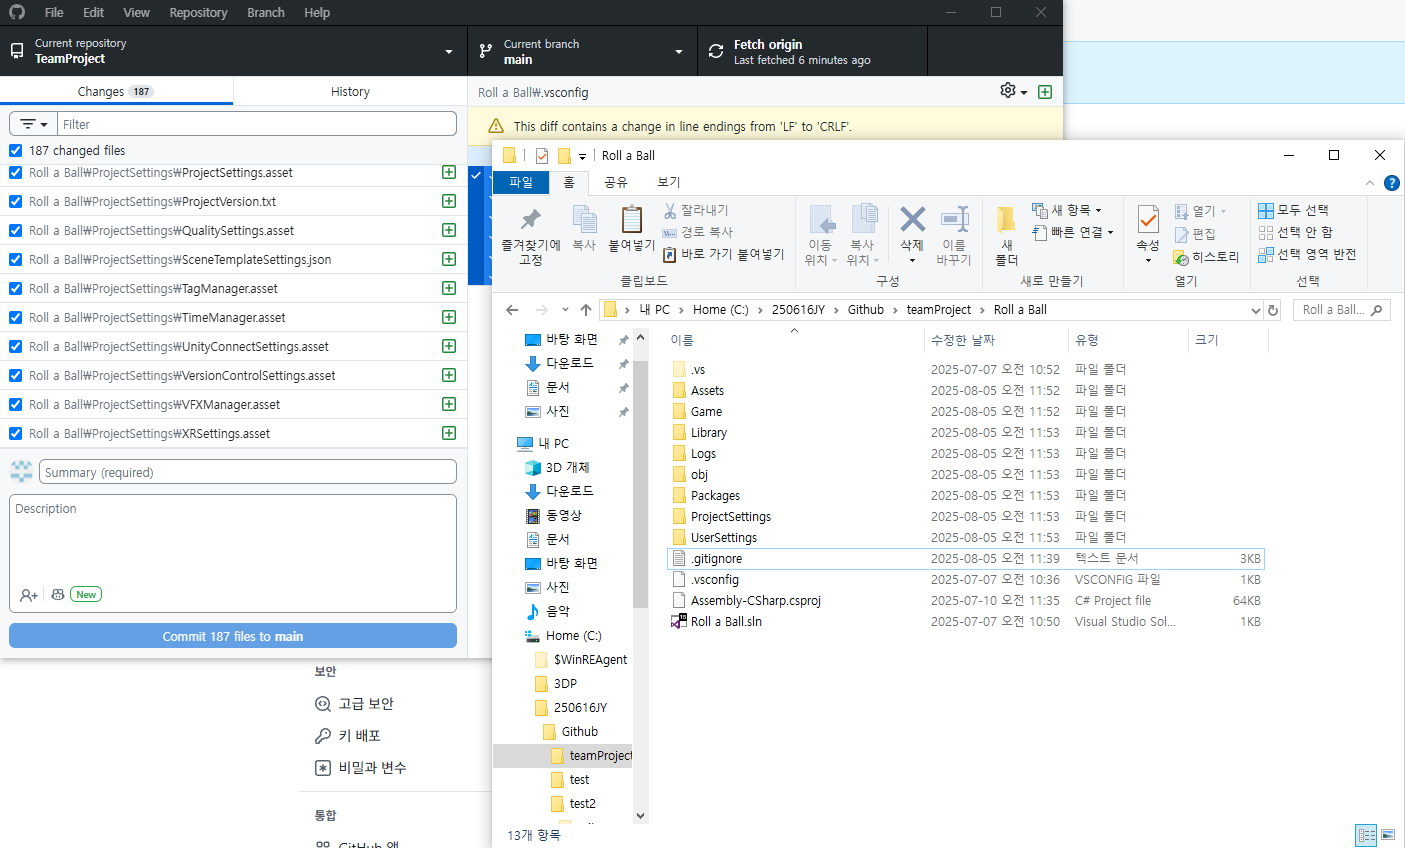 File Edit View Repository Branch Help
Current repository
TeamProject
Current branch
main
Fetch origin
Last fetched 6 minutes ago
Changes 187
History
Filter
187 changed files
Roll a Ball₩ProjectSettings₩ProjectSettings.asset
Roll a Ball₩ProjectSettings₩ProjectVersion.txt
Roll a Ball₩ProjectSettings₩QualitySettings.asset
Roll a Ball₩ProjectSettings₩SceneTemplateSettings.json
Roll a Ball₩ProjectSettings₩TagManager.asset
Roll a Ball₩ProjectSettings₩TimeManager.asset
Roll a Ball₩ProjectSettings₩UnityConnectSettings.asset
Roll a Ball₩ProjectSettings₩VersionControlSettings.asset
Roll a Ball₩ProjectSettings₩VFXManager.asset
Roll a Ball₩ProjectSettings₩XRSettings.asset
Summary (required)
Description
New
Commit 187 files to main
Roll a Ball₩.vsconfig
This diff contains a change in line endings from 'LF' to 'CRLF'.
보안
고급 보안
키 배포
비밀과 변수
통합
GitHub 앱
Roll a Ball
파일 홈 공유 보기
즐겨찾기에 고정
복사
붙여넣기
잘라내기
경로 복사
바로 가기 붙여넣기
클립보드
이동 위치
복사 위치
삭제
이름 바꾸기
구성
새 폴더
새 항목
빠른 연결
새로 만들기
속성
열기
편집
히스토리
열기
모두 선택
선택 안 함
선택 영역 반전
선택
내 PC > Home (C:) > 250616JY > Github > teamProject > Roll a Ball
Roll a Ball...
바탕 화면
다운로드
문서
사진
내 PC
3D 개체
다운로드
동영상
문서
바탕 화면
사진
음악
Home (C:)
$WinREAgent
3DP
250616JY
Github
teamProject
test
test2
이름 수정한 날짜 유형 크기
.vs 2025-07-07 오전 10:52 파일 폴더
Assets 2025-08-05 오전 11:52 파일 폴더
Game 2025-08-05 오전 11:52 파일 폴더
Library 2025-08-05 오전 11:53 파일 폴더
Logs 2025-08-05 오전 11:53 파일 폴더
obj 2025-08-05 오전 11:53 파일 폴더
Packages 2025-08-05 오전 11:53 파일 폴더
ProjectSettings 2025-08-05 오전 11:53 파일 폴더
UserSettings 2025-08-05 오전 11:53 파일 폴더
.gitignore 2025-08-05 오전 11:39 텍스트 문서 3KB
.vsconfig 2025-07-07 오전 10:36 VSCONFIG 파일 1KB
Assembly-CSharp.csproj 2025-07-10 오전 11:35 C# Project file 64KB
Roll a Ball.sln 2025-07-07 오전 10:50 Visual Studio Sol... 1KB
13개 항목